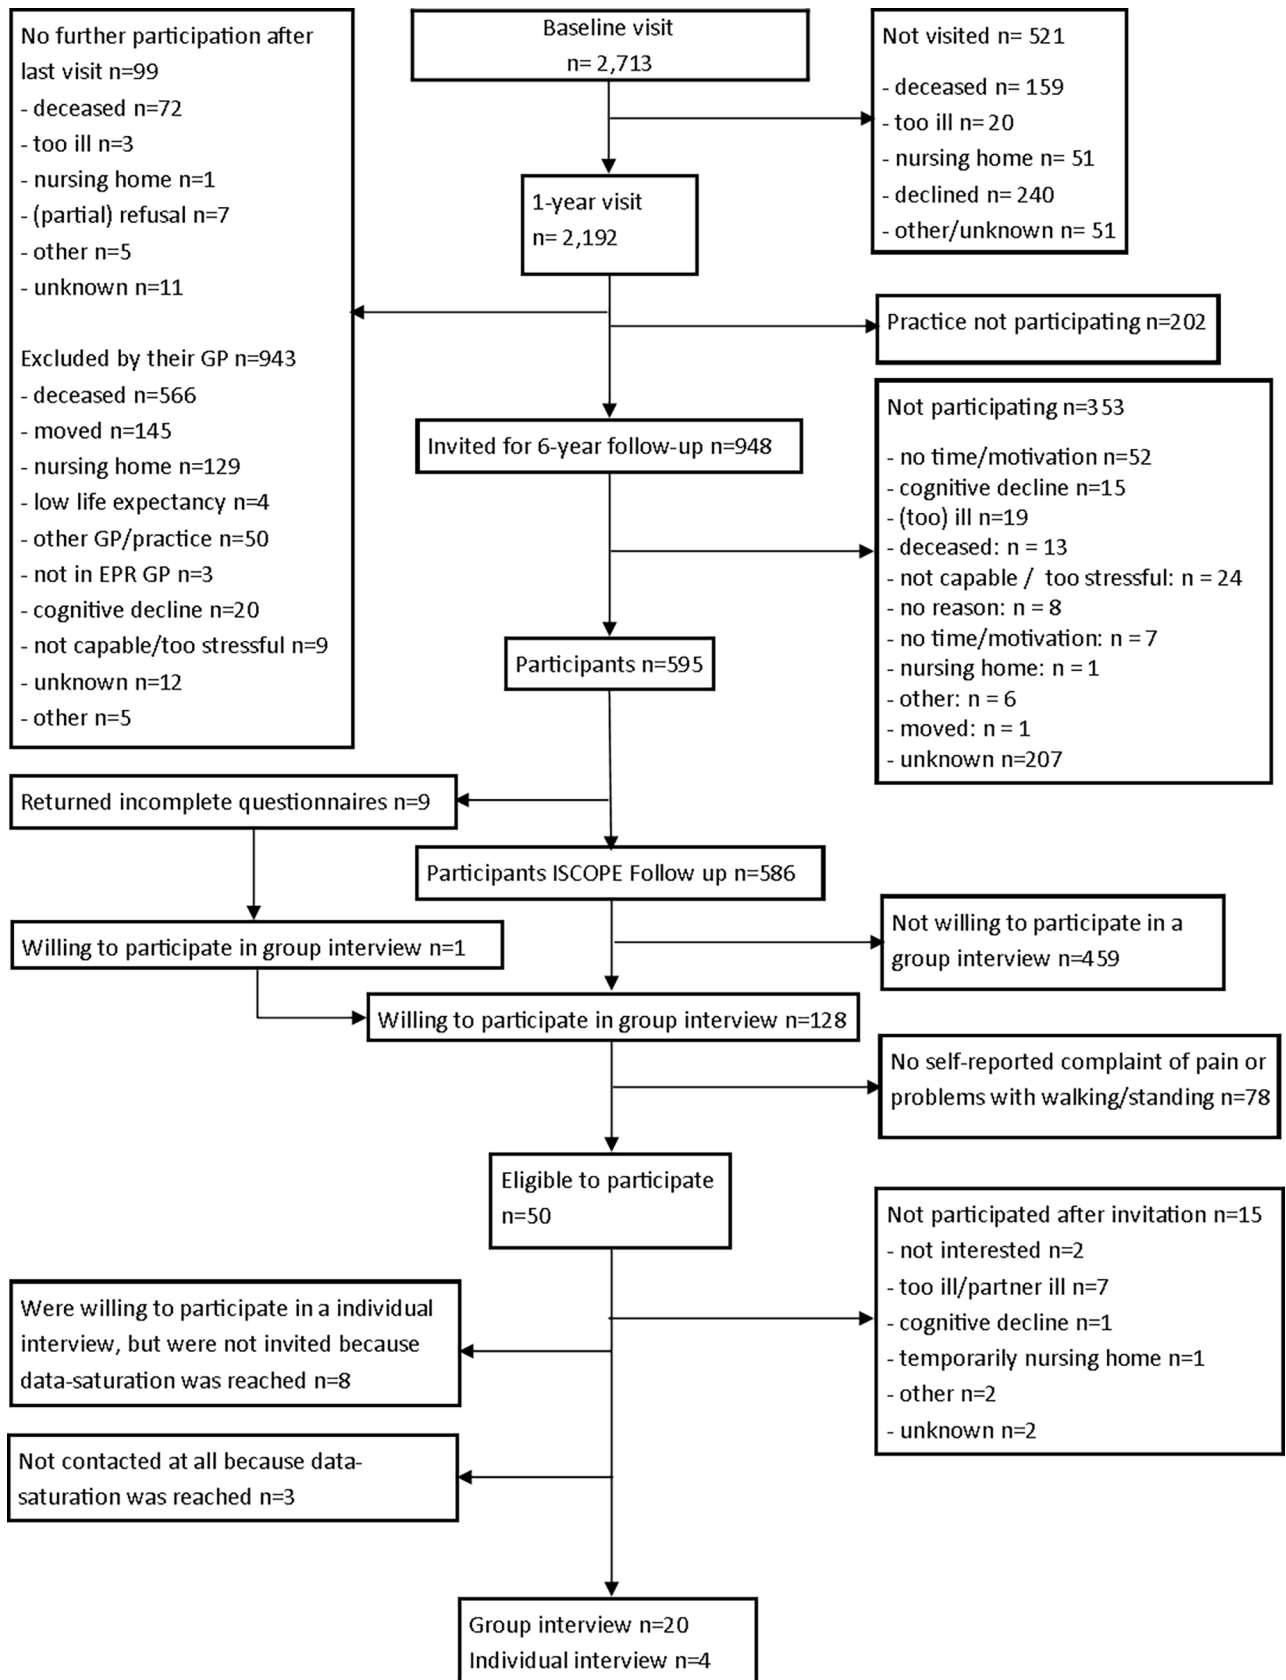 Baseline visit
n= 2,713
No further participation after
last visit n=99
- deceased n=72
- too ill n=3
- nursing home n=1
- (partial) refusal n=7
- other n=5
- unknown n=11
Excluded by their GP n=943
- deceased n=566
- moved n=145
- nursing home n=129
- low life expectancy n=4
- other GP/practice n=50
- not in EPR GP n=3
- cognitive decline n=20
- not capable/too stressful n=9
- unknown n=12
- other n=5
Not visited n= 521
- deceased n= 159
- too ill n= 20
- nursing home n= 51
- declined n= 240
- other/unknown n= 51
1-year visit
n= 2,192
Practice not participating n=202
Invited for 6-year follow-up n=948
Not participating n=353
- no time/motivation n=52
- cognitive decline n=15
- (too) ill n=19
- deceased: n = 13
- not capable / too stressful: n = 24
- no reason: n = 8
- no time/motivation: n = 7
- nursing home: n = 1
- other: n = 6
- moved: n = 1
- unknown n=207
Participants n=595
Returned incomplete questionnaires n=9
Participants ISCOPE Follow up n=586
Willing to participate in group interview n=1
Not willing to participate in a
group interview n=459
Willing to participate in group interview n=128
No self-reported complaint of pain or
problems with walking/standing n=78
Eligible to participate
n=50
Not participated after invitation n=15
- not interested n=2
- too ill/partner ill n=7
- cognitive decline n=1
- temporarily nursing home n=1
- other n=2
- unknown n=2
Were willing to participate in a individual
interview, but were not invited because
data-saturation was reached n=8
Not contacted at all because data-
saturation was reached n=3
Group interview n=20
Individual interview n=4